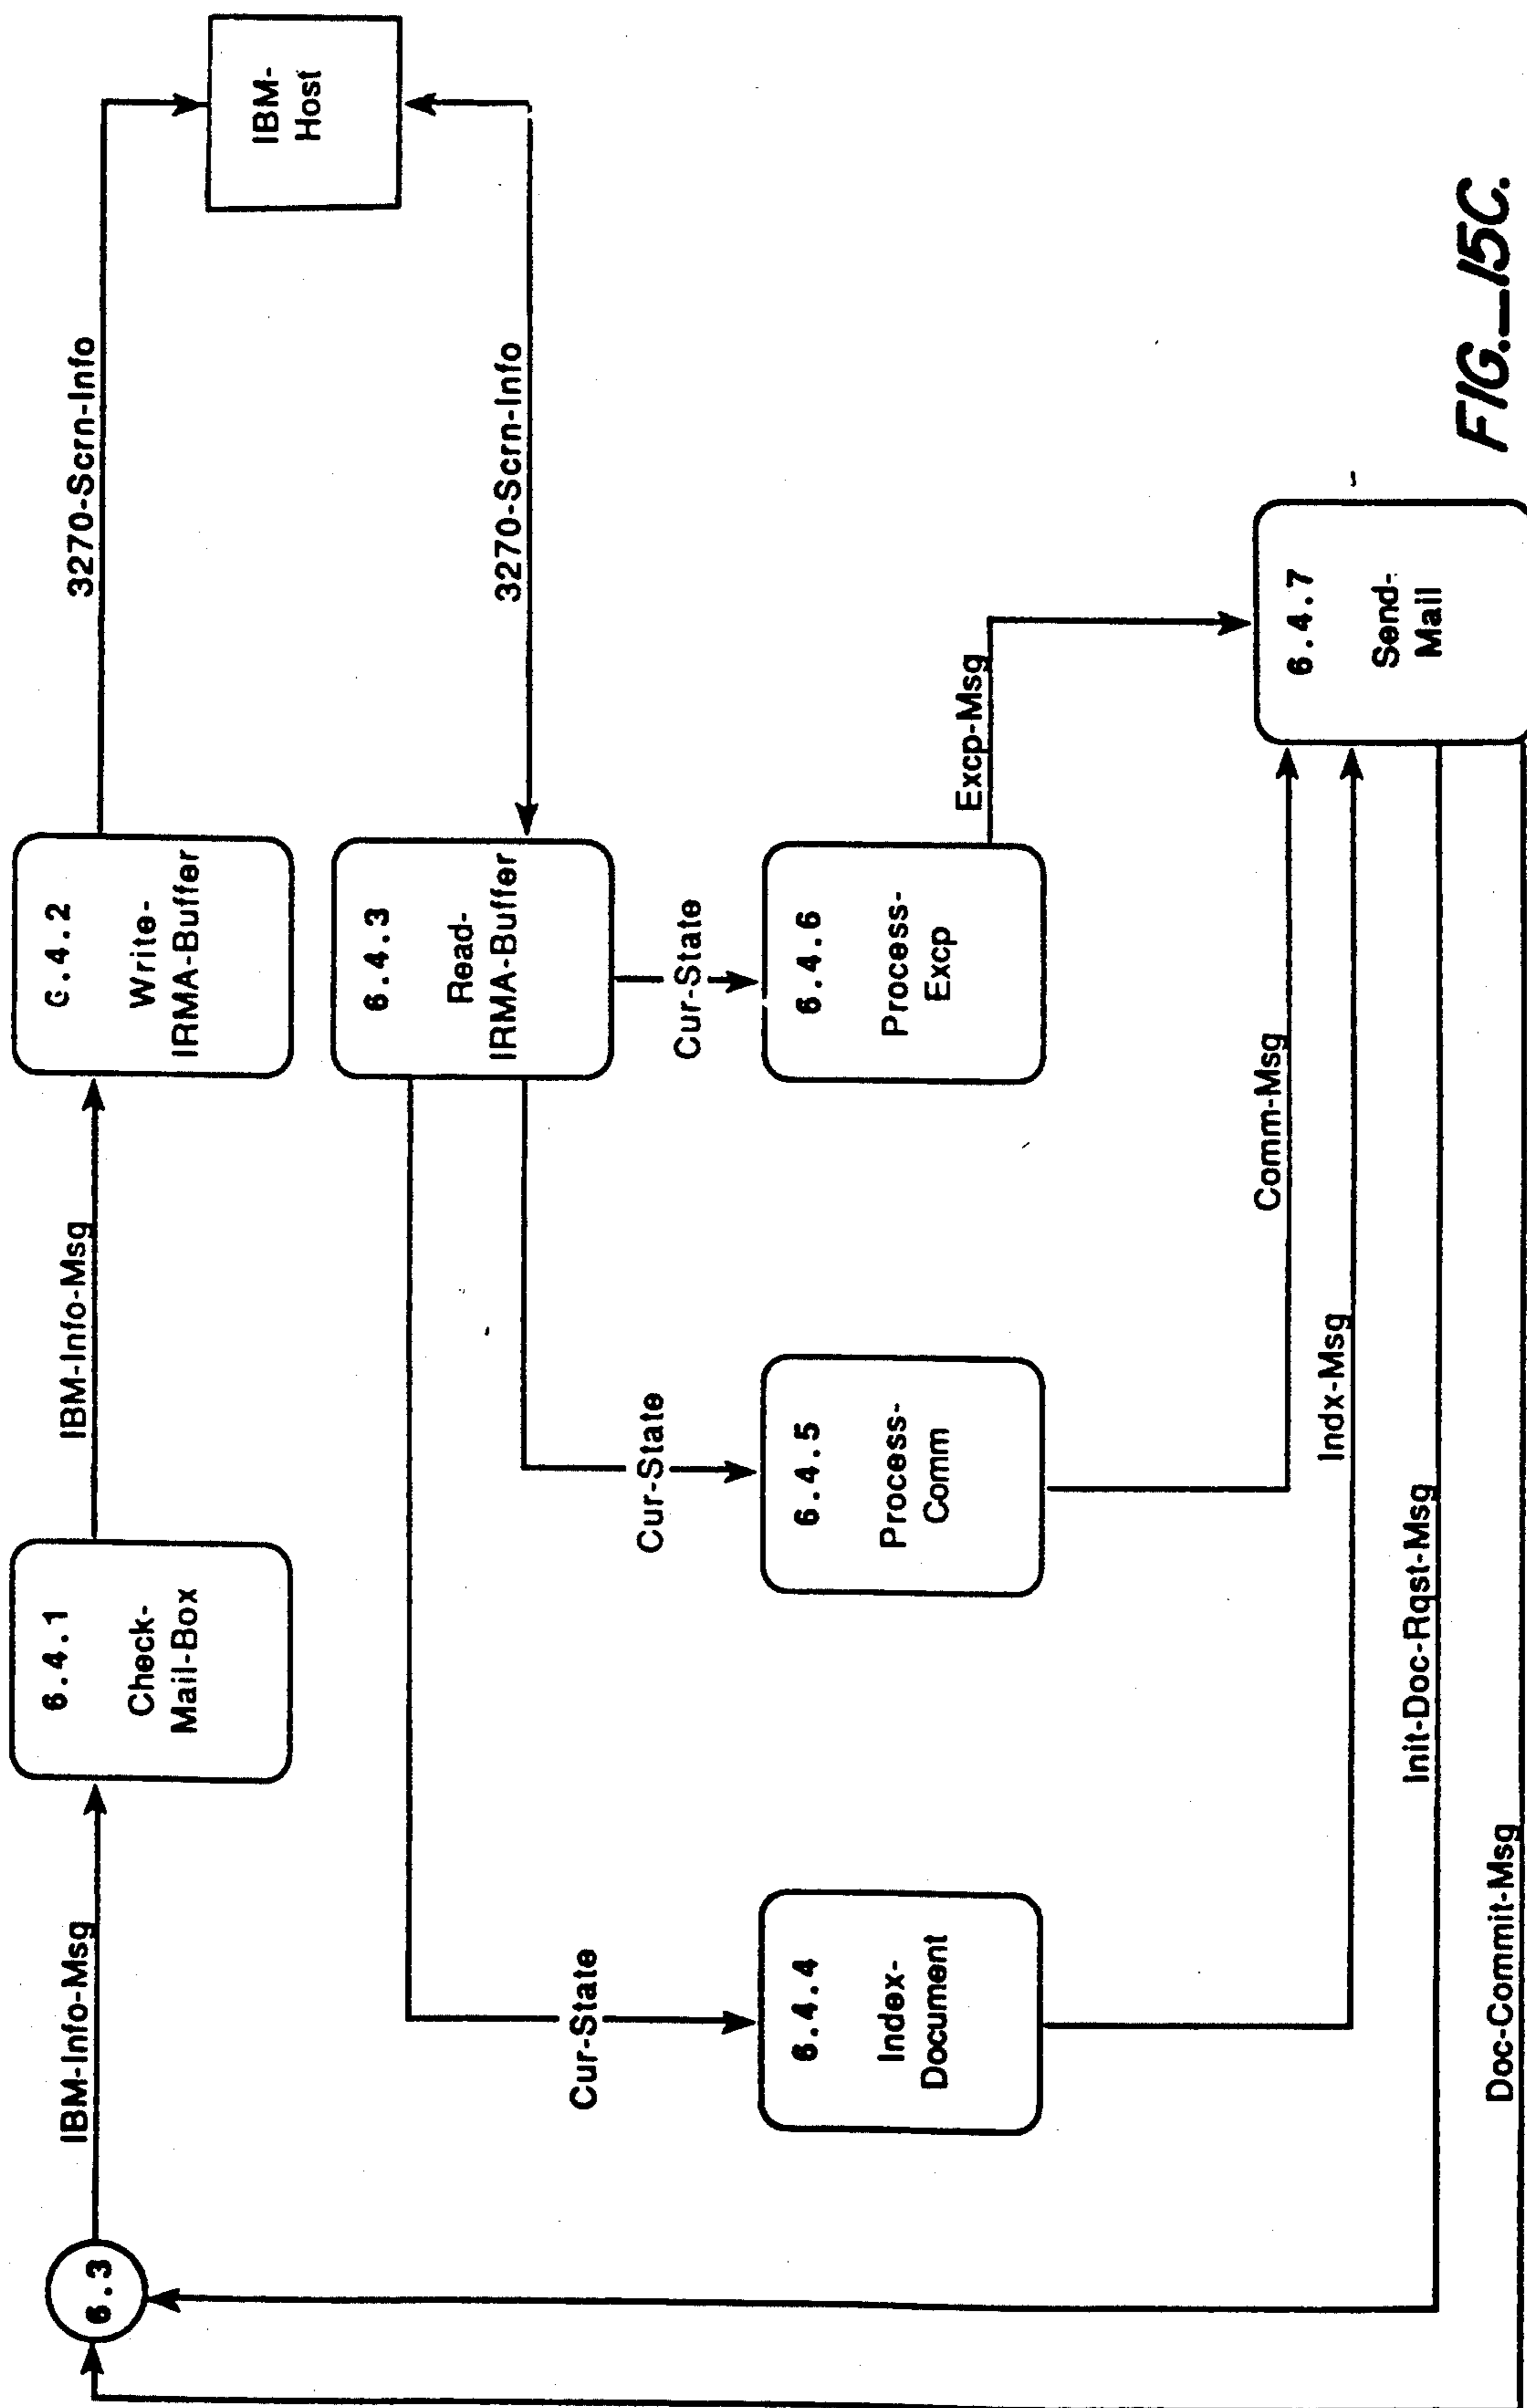 6.3
IBM-Info-Msg
6.4.1
Check-
Mail-Box
IBM-Info-Msg
6.4.2
Write-
IRMA-Buffer
3270-Scrn-Info
IBM-
Host
6.4.3
Read-
IRMA-Buffer
3270-Scrn-Info
Cur-State
Cur-State
Cur-State
6.4.4
Index-
Document
6.4.5
Process-
Comm
6.4.6
Process-
Excp
Excp-Msg
Comm-Msg
Indx-Msg
6.4.7
Send-
Mail
Init-Doc-Rqst-Msg
Doc-Commit-Msg
FIG._15C.